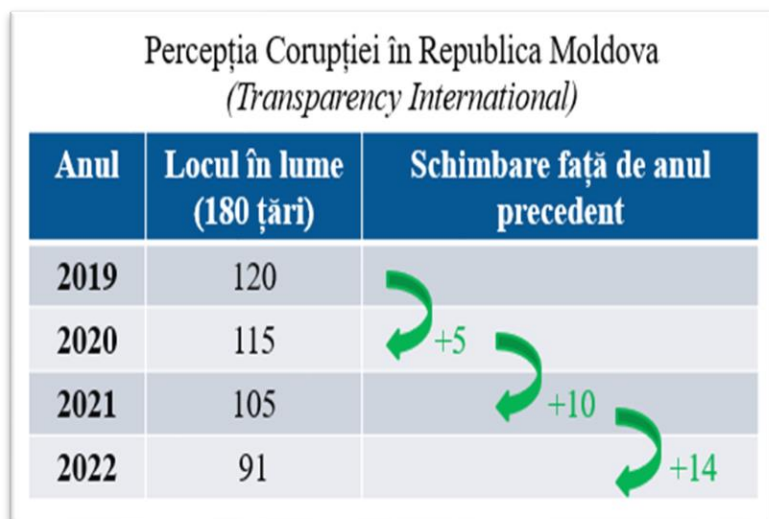 Percepția Corupției în Republica Moldova
(Transparency International)
Anul Locul în lume (180 țări) Schimbare față de anul precedent
2019 120
2020 115 +5
2021 105 +10
2022 91 +14